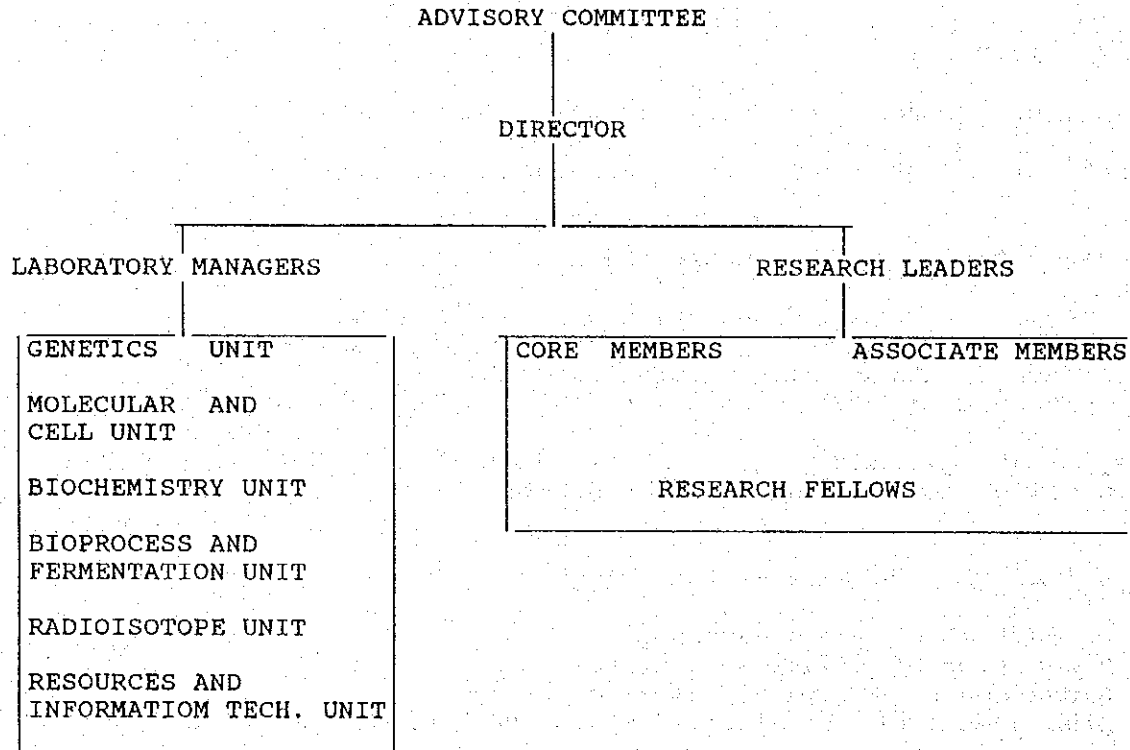 ADVISORY COMMITTEE
DIRECTOR
LABORATORY MANAGERS
RESEARCH LEADERS
GENETICS UNIT
MOLECULAR AND
CELL UNIT
BIOCHEMISTRY UNIT
BIOPROCESS AND
FERMENTATION UNIT
RADIOISOTOPE UNIT
RESOURCES AND
INFORMATIOM TECH. UNIT
CORE MEMBERS
ASSOCIATE MEMBERS
RESEARCH FELLOWS